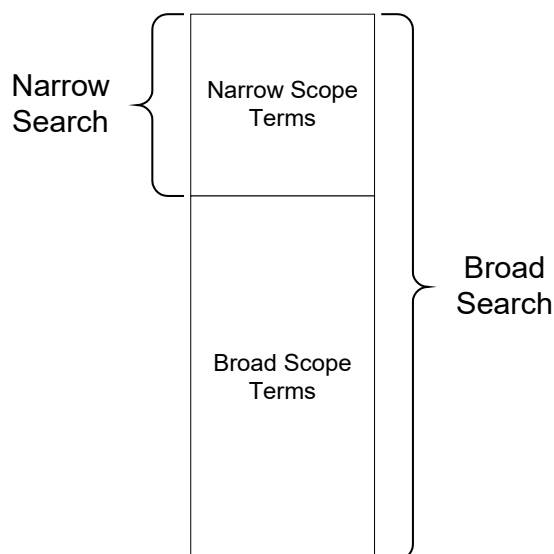 Narrow
Search
Narrow Scope
Terms
Broad
Search
Broad Scope
Terms